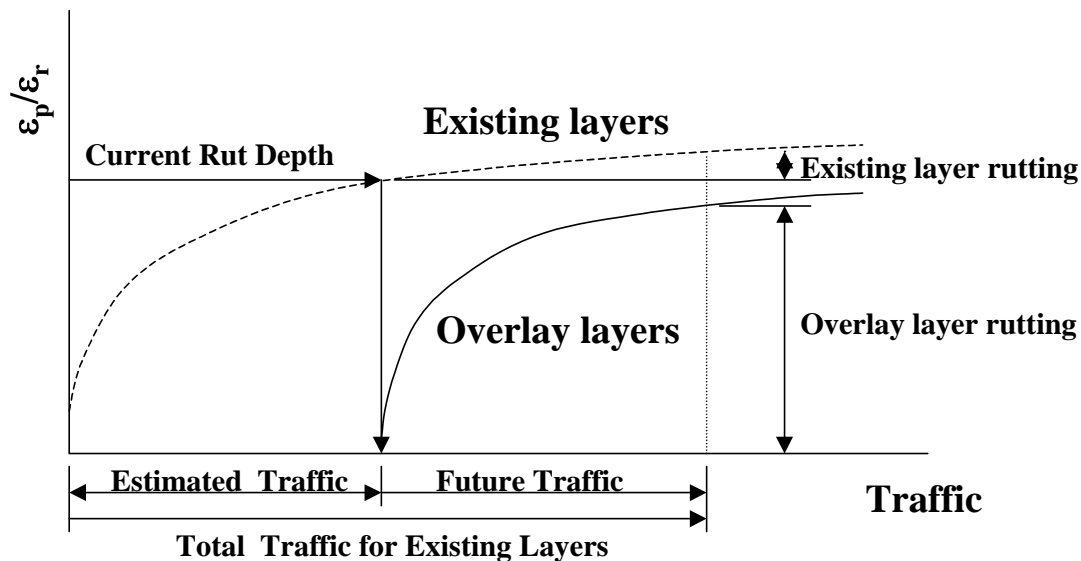 εp/εr
Existing layers
Current Rut Depth
Existing layer rutting
Overlay layers
Overlay layer rutting
Estimated Traffic
Future Traffic
Traffic
Total Traffic for Existing Layers